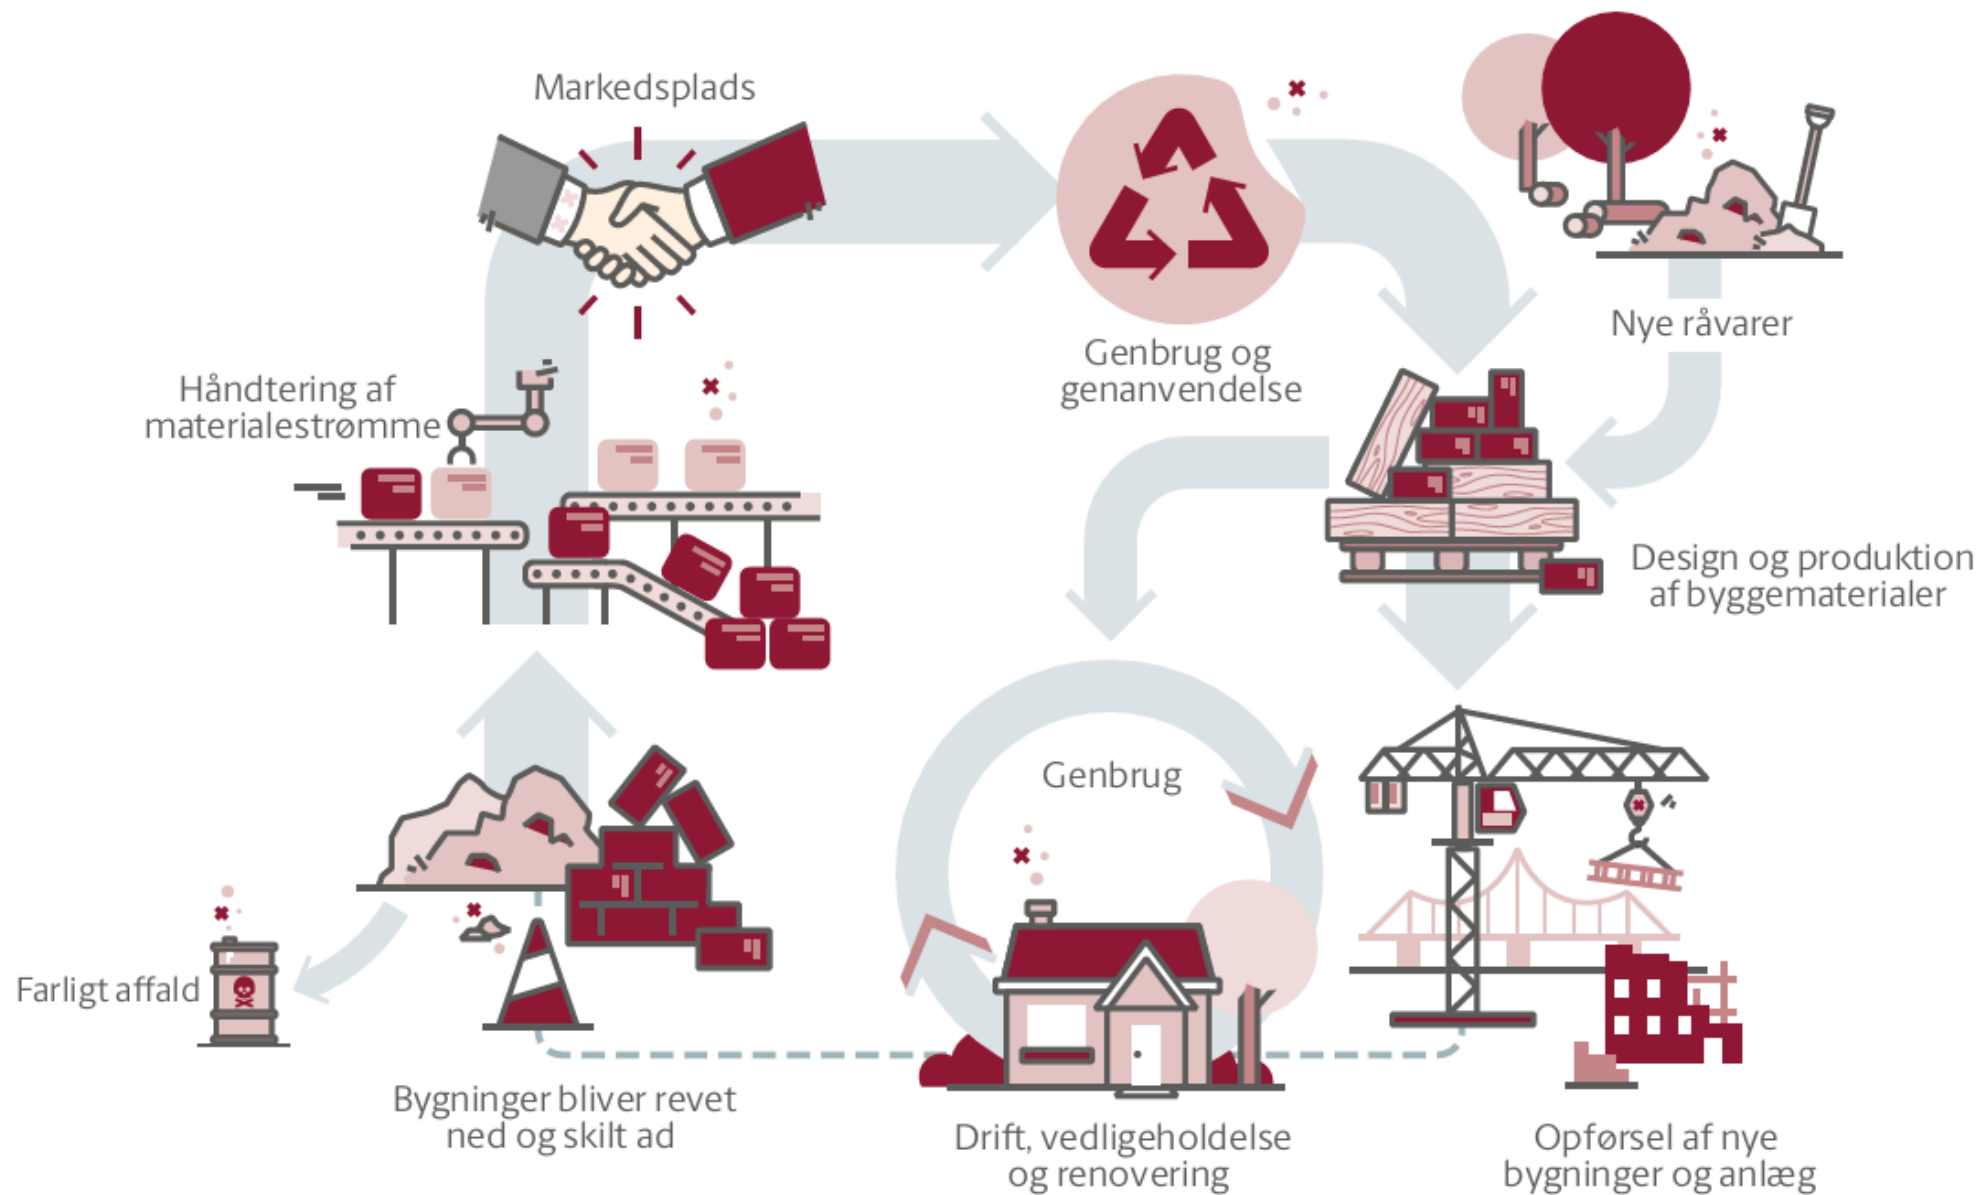 Markedsplads
Genbrug og
genanvendelse
Nye råvarer
Håndtering af
materialestrømme
Design og produktion
af byggematerialer
Genbrug
Farligt affald
Bygninger bliver revet
ned og skilt ad
Drift, vedligeholdelse
og renovering
Opførsel af nye
bygninger og anlæg